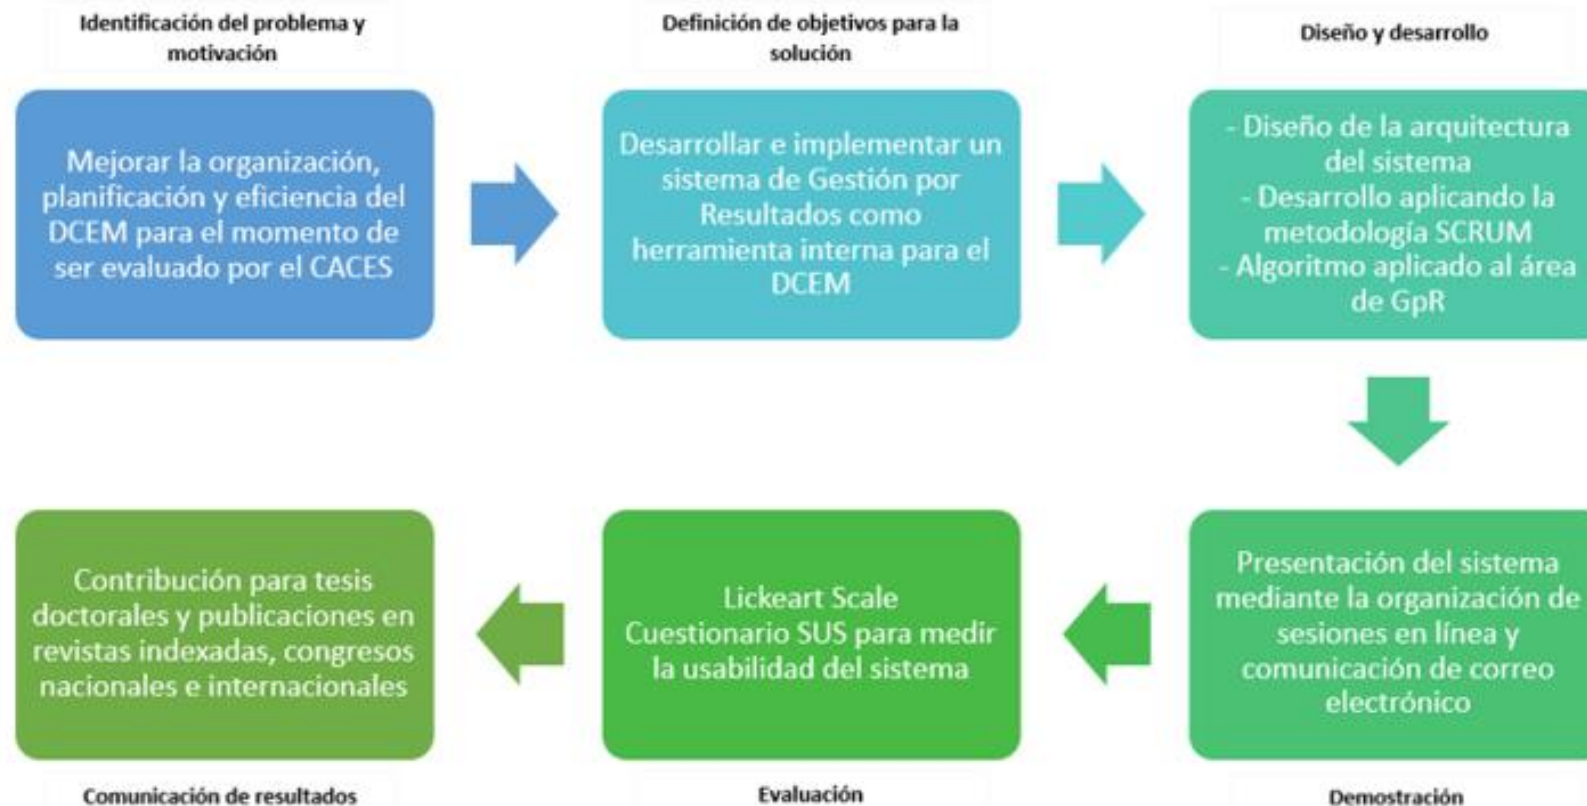 Identificación del problema y
motivación
Mejorar la organización,
planificación y eficiencia del
DCEM para el momento de
ser evaluado por el CACES
Definición de objetivos para la
solución
Desarrollar e implementar un
sistema de Gestión por
Resultados como
herramienta interna para el
DCEM
Diseño y desarrollo
- Diseño de la arquitectura
del sistema
- Desarrollo aplicando la
metodología SCRUM
- Algoritmo aplicado al área
de GpR
Presentación del sistema
mediante la organización de
sesiones en línea y
comunicación de correo
electrónico
Demostración
Lickeart Scale
Cuestionario SUS para medir
la usabilidad del sistema
Evaluación
Contribución para tesis
doctorales y publicaciones en
revistas indexadas, congresos
nacionales e internacionales
Comunicación de resultados